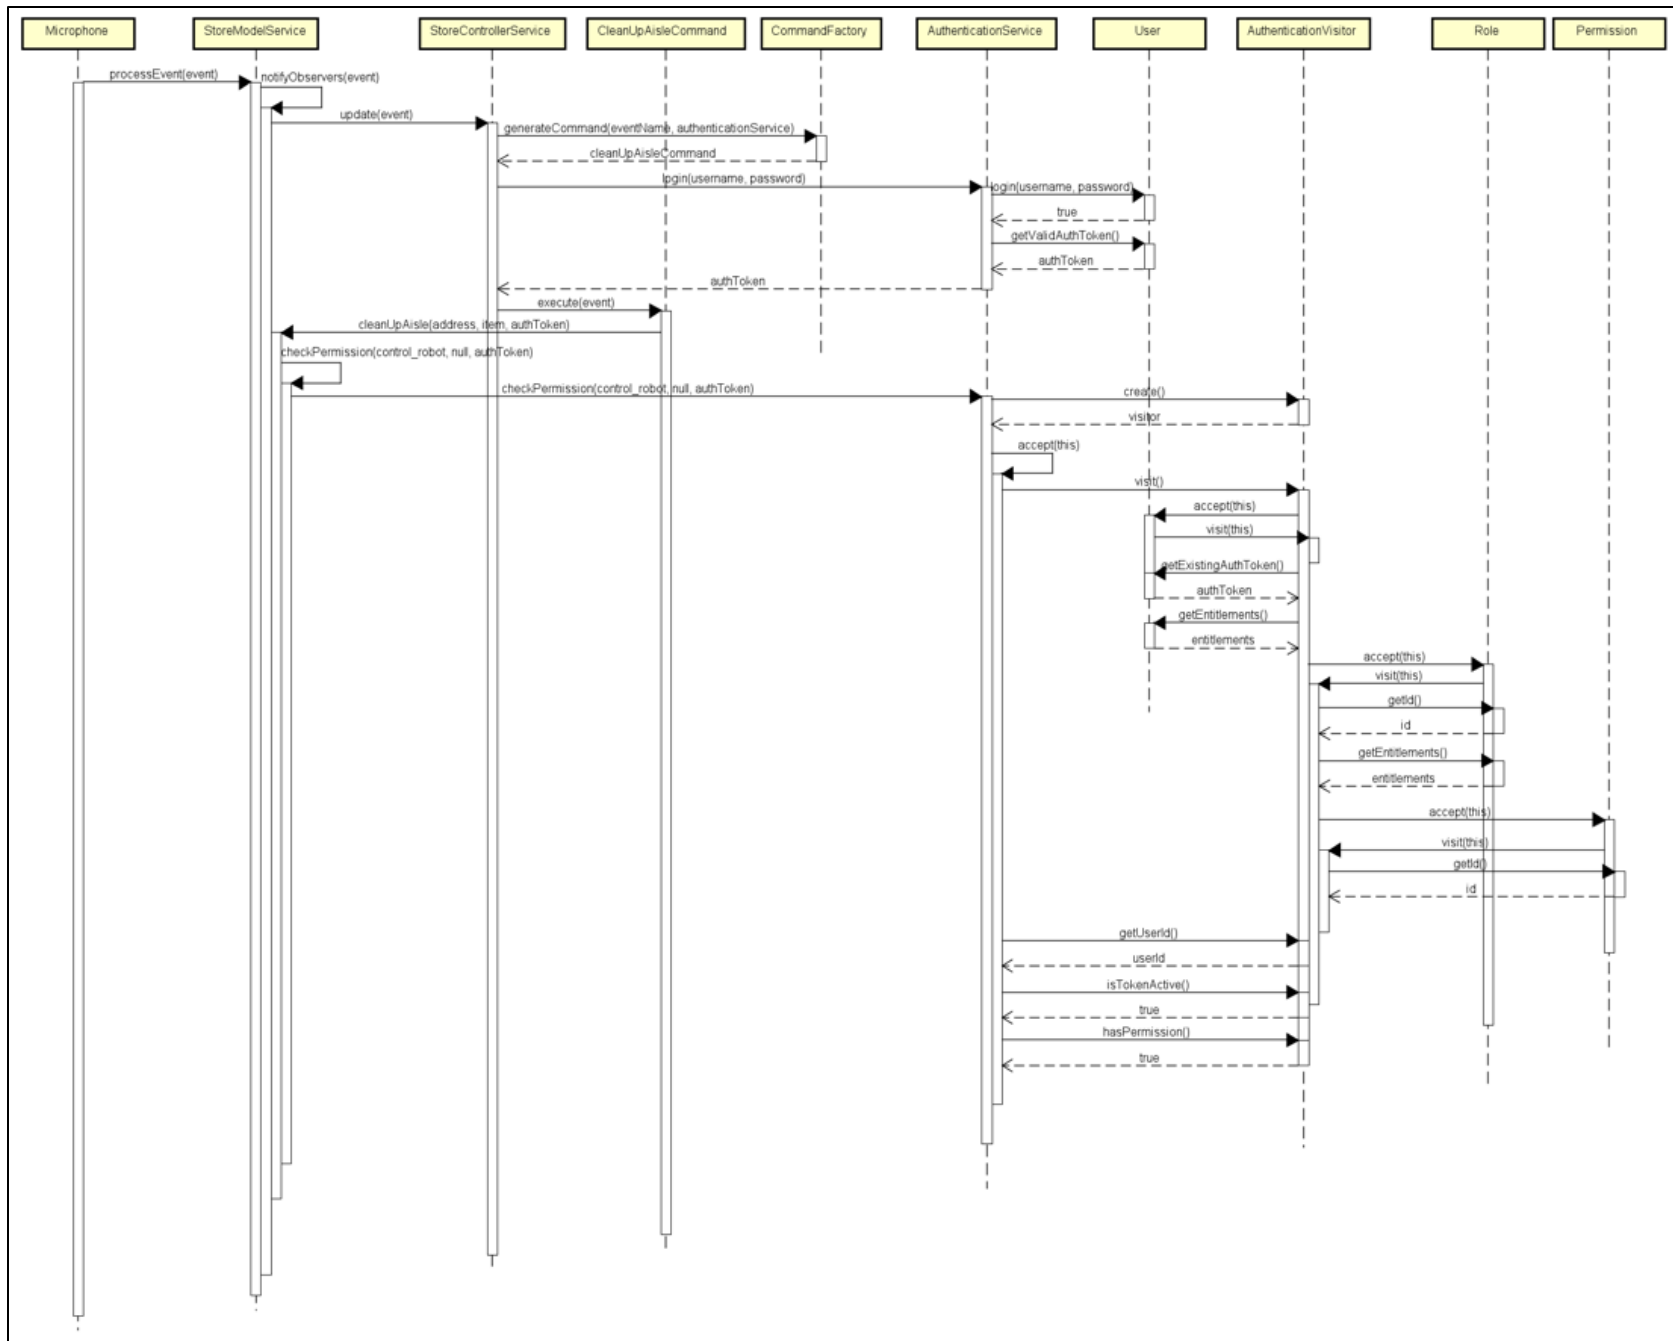 Microphone
StoreModelService
StoreControllerService
CleanUpAisleCommand
CommandFactory
AuthenticationService
User
AuthenticationVisitor
Role
Permission
processEvent(event)
notifyObservers(event)
update(event)
generateCommand(eventName, authenticationService)
cleanUpAisleCommand
login(username, password)
login(username, password)
true
getValidAuthToken()
authToken
authToken
execute(event)
cleanUpAisle(address, item, authToken)
checkPermission(control_robot, null, authToken)
checkPermission(control_robot, null, authToken)
create()
visitor
accept(this)
visit()
accept(this)
visit(this)
getExistingAuthToken()
authToken
getEntitlements()
entitlements
accept(this)
visit(this)
getId()
id
getEntitlements()
entitlements
accept(this)
visit(this)
getId()
id
getUserId()
userId
isTokenActive()
true
hasPermission()
true